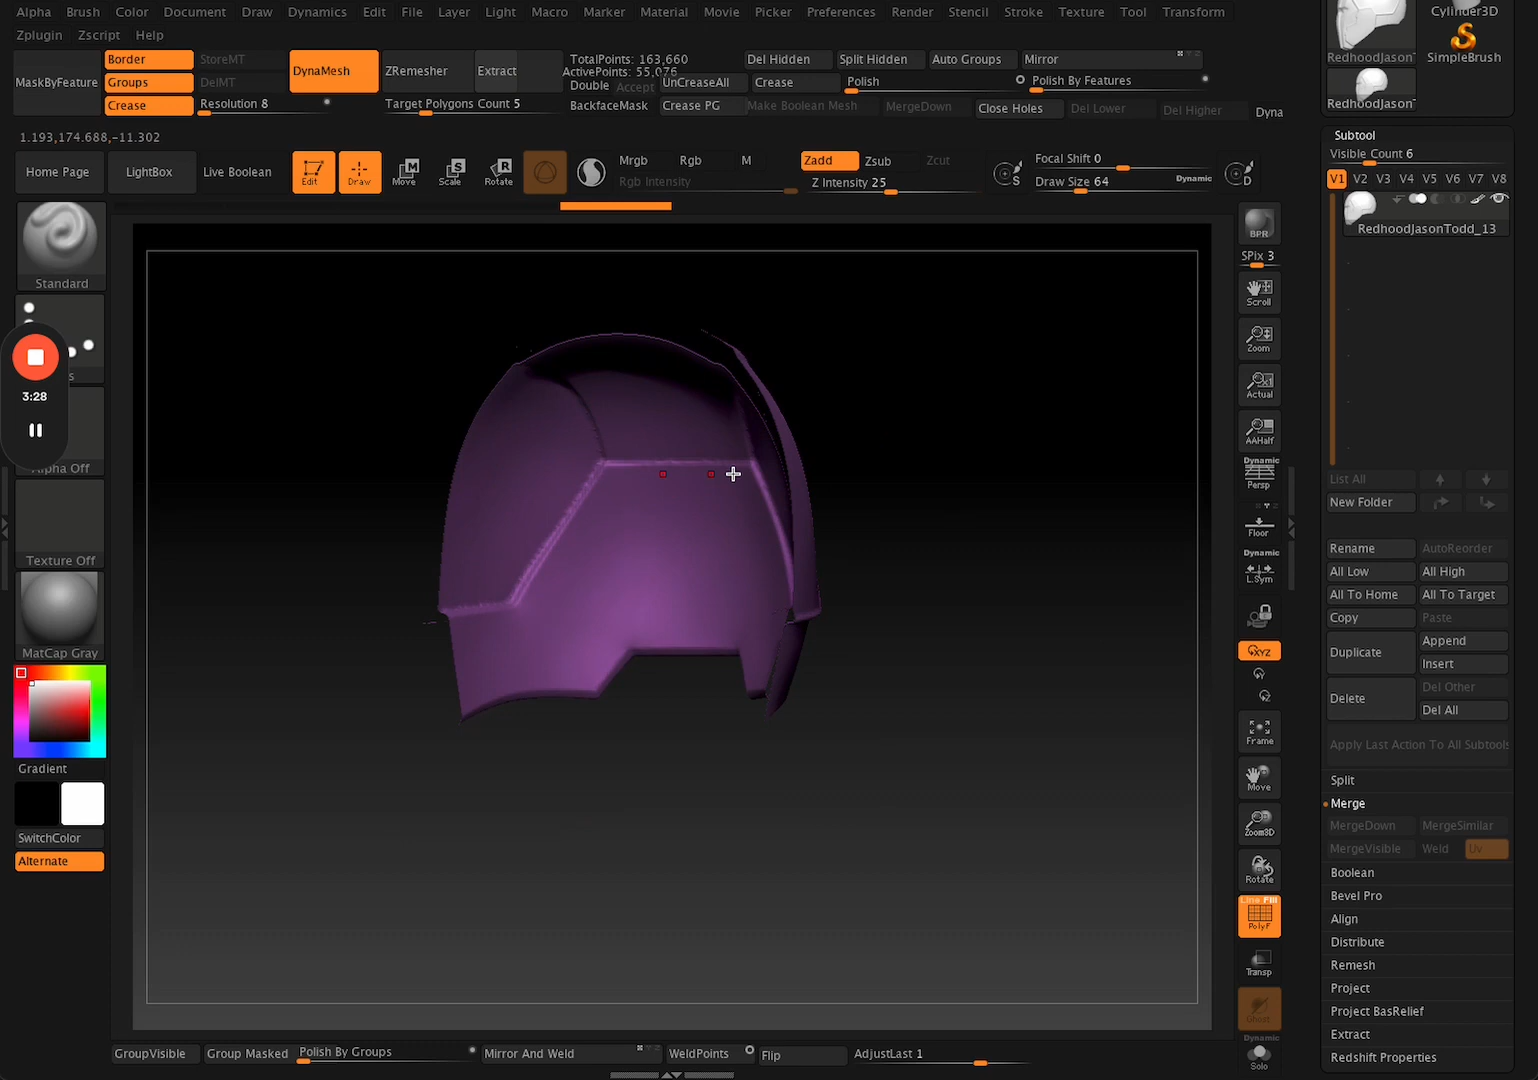 Alpha Brush Color Document Draw Dynamics Edit File Layer Light Macro Marker Material Movie Picker Preferences Render Stencil Stroke Texture Tool Transform
Zplugin Zscript Help
MaskByFeature
Border
Groups
Crease
StoreMT
DelMT
Resolution 8
DynaMesh
ZRemesher
Extract
Target Polygons Count 5
TotalPoints: 163,660
ActivePoints: 55,076
Double
Accept
BackfaceMask
UnCreaseAll
Crease PG
Del Hidden
Split Hidden
Auto Groups
Mirror
Crease
Polish
Polish By Features
Make Boolean Mesh
MergeDown
Close Holes
Del Lower
Del Higher
Dyna
1.193,174.688,-11.302
Home Page
LightBox
Live Boolean
Edit
Draw
Move
Scale
Rotate
Mrgb
Rgb
M
Rgb Intensity
Zadd
Zsub
Zcut
Z Intensity 25
Focal Shift 0
Draw Size 64
Dynamic
S
D
Standard
s
3:28
Alpha Off
Texture Off
MatCap Gray
Gradient
SwitchColor
Alternate
BPR
SPix 3
Scroll
Zoom
Actual
AAHalf
Dynamic
Persp
Floor
Dynamic
L.Sym
XYZ
Frame
Move
Zoom3D
Rotate
Line Fill
PolyF
Transp
Ghost
Dynamic
Solo
Cylinder3D
RedhoodJasonT
SimpleBrush
RedhoodJasonT
Subtool
Visible Count 6
V1 V2 V3 V4 V5 V6 V7 V8
RedhoodJasonTodd_13
List All
New Folder
Rename
AutoReorder
All Low
All High
All To Home
All To Target
Copy
Paste
Duplicate
Append
Insert
Delete
Del Other
Del All
Apply Last Action To All Subtools
Split
Merge
MergeDown
MergeSimilar
MergeVisible
Weld
Uv
Boolean
Bevel Pro
Align
Distribute
Remesh
Project
Project BasRelief
Extract
Redshift Properties
GroupVisible
Group Masked
Polish By Groups
Mirror And Weld
WeldPoints
Flip
AdjustLast 1